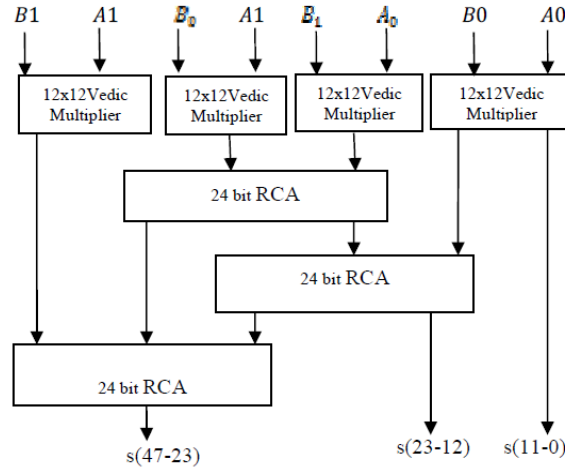 B1 A1 B₀ A1 B₁ A₀ B0 A0
12x12Vedic Multiplier
12x12Vedic Multiplier
12x12Vedic Multiplier
12x12Vedic Multiplier
24 bit RCA
24 bit RCA
24 bit RCA
s(47-23)
s(23-12)
s(11-0)